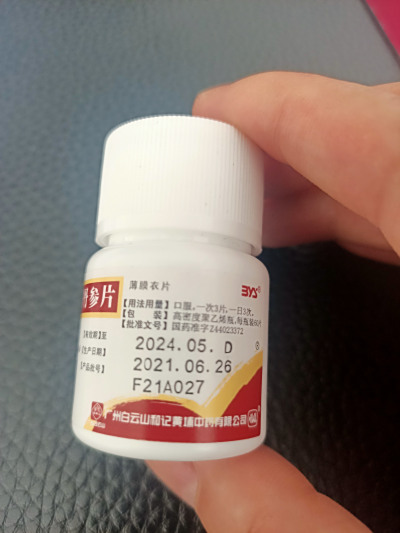 薄膜衣片
BYS
丹参片
【用法用量】口服。一次3片,一日3次。
【包 装】高密度聚乙烯瓶,每瓶装60片
【批准文号】国药准字Z44023372
【有效期】至
2024.05. D
【生产日期】
2021.06.26
【产品批号】
F21A027
广州白云山和记黄埔中药有限公司